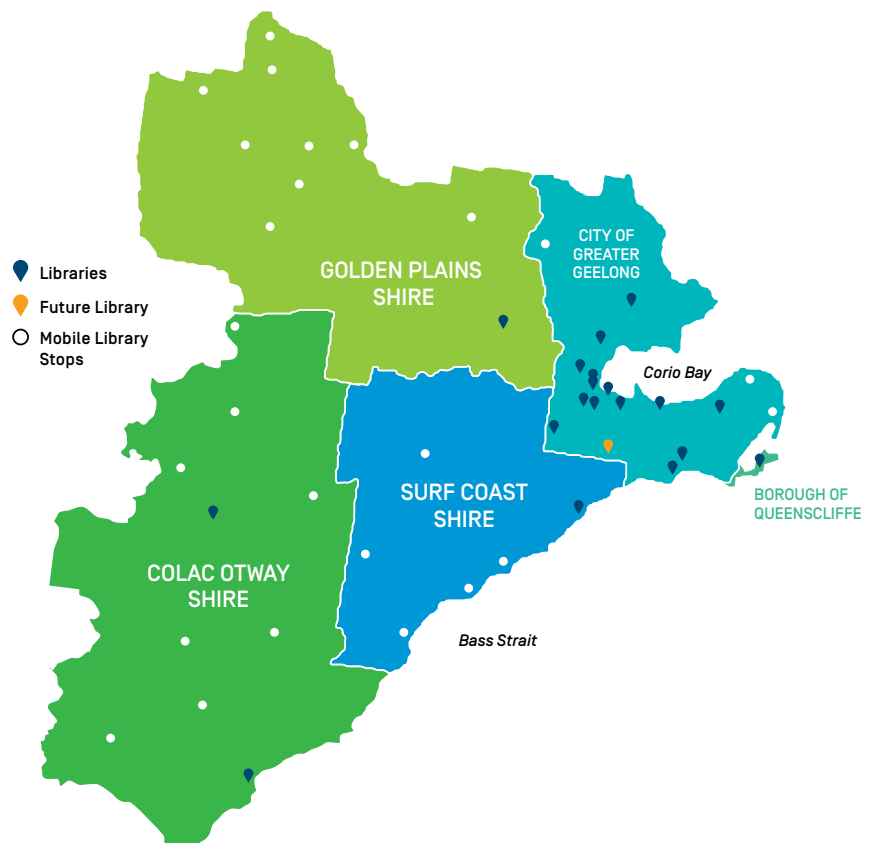 CITY OF
GREATER
GEELONG
GOLDEN PLAINS
SHIRE
Libraries
Future Library
Mobile Library
Stops
Corio Bay
SURF COAST
SHIRE
BOROUGH OF
QUEENSCLIFFE
COLAC OTWAY
SHIRE
Bass Strait